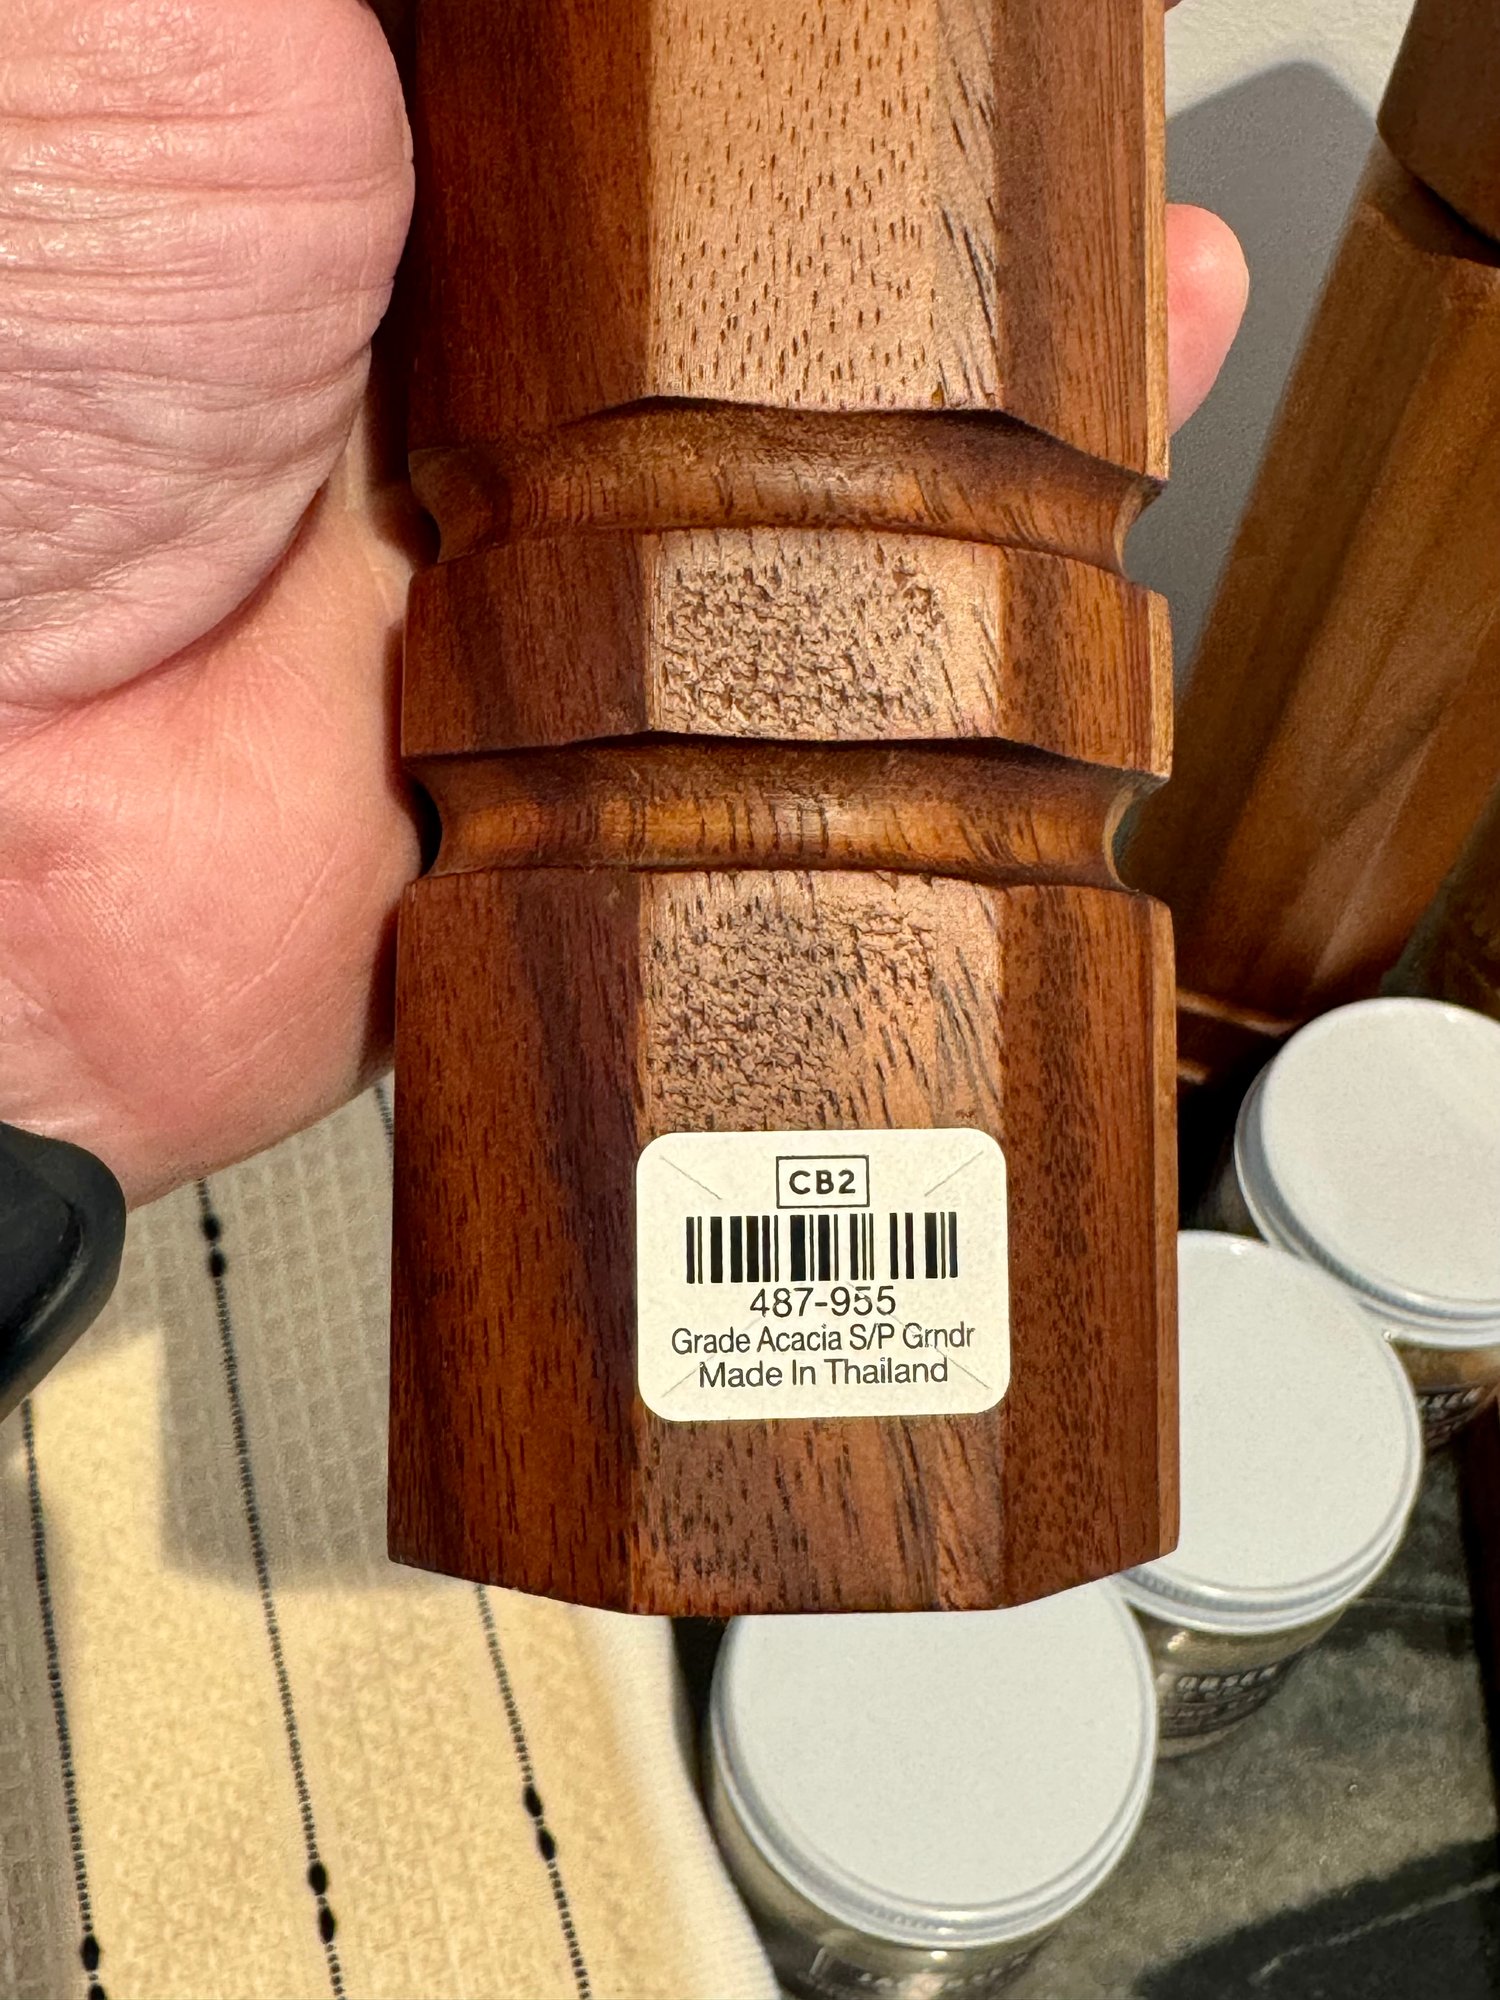 CB2
487-955
Grade Acacia S/P Grndr
Made In Thailand